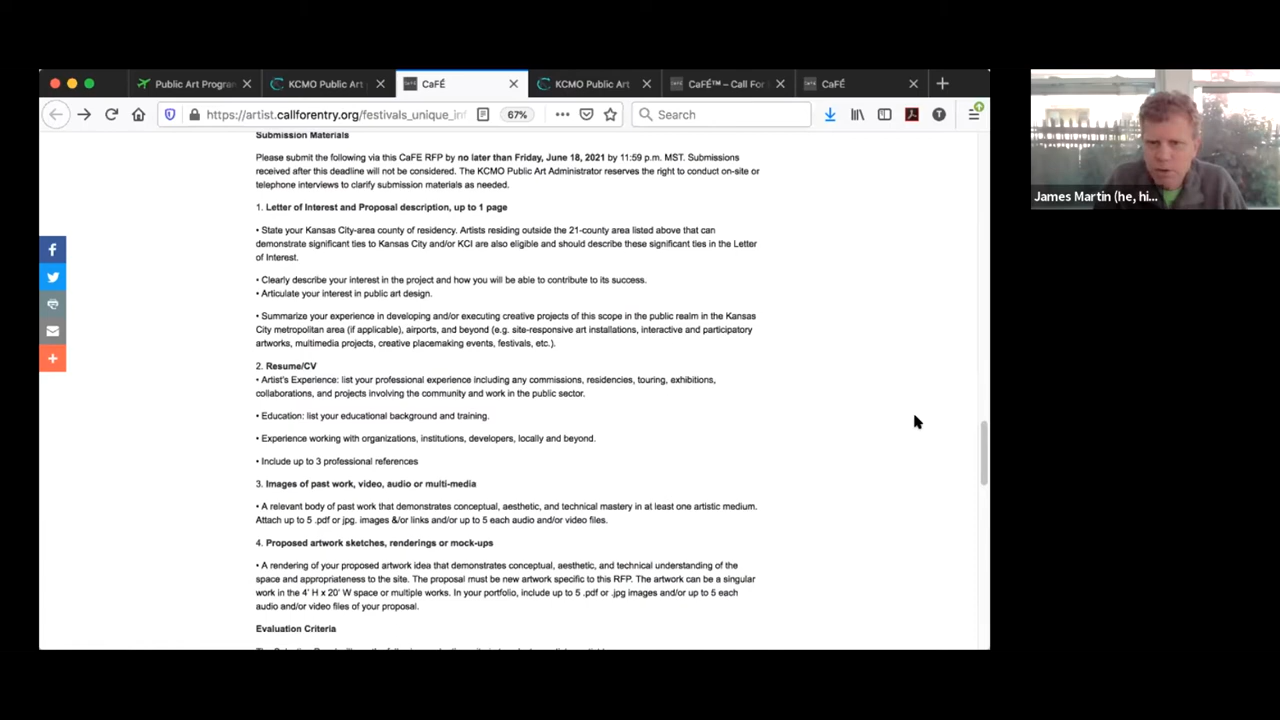 Public Art Program
KCMO Public Art
CaFÉ
KCMO Public Art
CaFÉ™ – Call For
CaFÉ
https://artist.callforentry.org/festivals_unique_inf
67%
Search
Submission Materials
Please submit the following via this CaFE RFP by no later than Friday, June 18, 2021 by 11:59 p.m. MST. Submissions
received after this deadline will not be considered. The KCMO Public Art Administrator reserves the right to conduct on-site or
telephone interviews to clarify submission materials as needed.
1. Letter of Interest and Proposal description, up to 1 page
• State your Kansas City-area county of residency. Artists residing outside the 21-county area listed above that can
demonstrate significant ties to Kansas City and/or KCI are also eligible and should describe these significant ties in the Letter
of Interest.
• Clearly describe your interest in the project and how you will be able to contribute to its success.
• Articulate your interest in public art design.
• Summarize your experience in developing and/or executing creative projects of this scope in the public realm in the Kansas
City metropolitan area (if applicable), airports, and beyond (e.g. site-responsive art installations, interactive and participatory
artworks, multimedia projects, creative placemaking events, festivals, etc.).
2. Resume/CV
• Artist's Experience: list your professional experience including any commissions, residencies, touring, exhibitions,
collaborations, and projects involving the community and work in the public sector.
• Education: list your educational background and training.
• Experience working with organizations, institutions, developers, locally and beyond.
• Include up to 3 professional references
3. Images of past work, video, audio or multi-media
• A relevant body of past work that demonstrates conceptual, aesthetic, and technical mastery in at least one artistic medium.
Attach up to 5 .pdf or jpg. images &/or links and/or up to 5 each audio and/or video files.
4. Proposed artwork sketches, renderings or mock-ups
• A rendering of your proposed artwork idea that demonstrates conceptual, aesthetic, and technical understanding of the
space and appropriateness to the site. The proposal must be new artwork specific to this RFP. The artwork can be a singular
work in the 4' H x 20' W space or multiple works. In your portfolio, include up to 5 .pdf or .jpg images and/or up to 5 each
audio and/or video files of your proposal.
Evaluation Criteria
James Martin (he, hi...